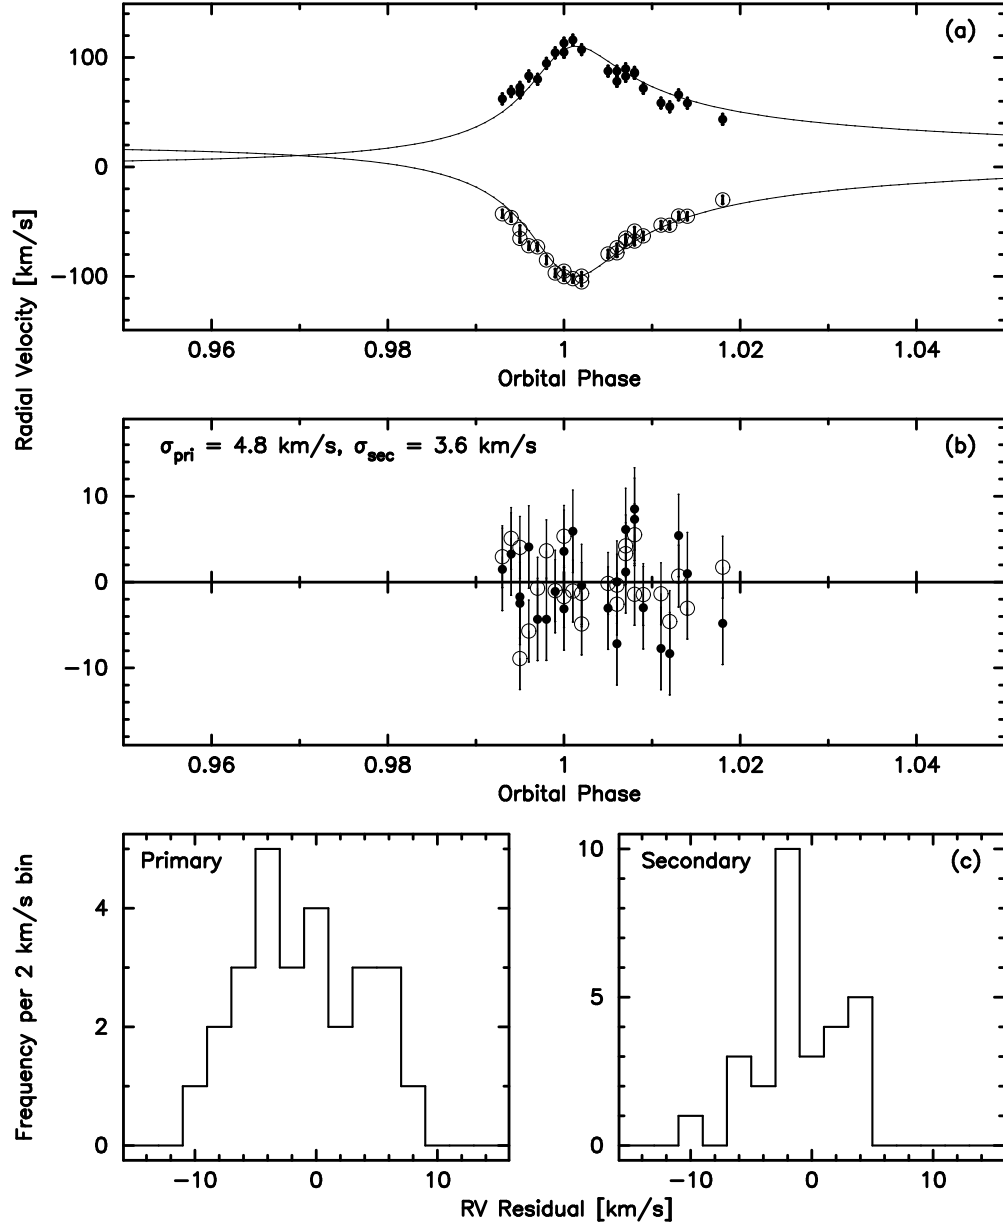 (a)
100
0
−100
0.96 0.98 1 1.02 1.04
Orbital Phase
Radial Velocity [km/s]
σpri = 4.8 km/s, σsec = 3.6 km/s
(b)
10
0
−10
0.96 0.98 1 1.02 1.04
Orbital Phase
Primary
4
2
0
−10 0 10
Frequency per 2 km/s bin
Secondary
(c)
10
5
0
−10 0 10
RV Residual [km/s]